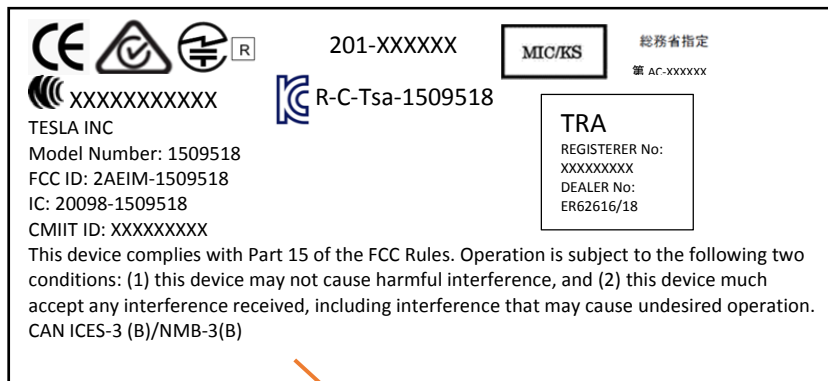 CE R 201-XXXXXX MIC/KS 総務省指定
第 AC-XXXXXX
XXXXXXXXXXX R-C-Tsa-1509518
TESLA INC
Model Number: 1509518
FCC ID: 2AEIM-1509518
IC: 20098-1509518
CMIIT ID: XXXXXXXXX
TRA
REGISTERER No:
XXXXXXXXX
DEALER No:
ER62616/18
This device complies with Part 15 of the FCC Rules. Operation is subject to the following two
conditions: (1) this device may not cause harmful interference, and (2) this device much
accept any interference received, including interference that may cause undesired operation.
CAN ICES-3 (B)/NMB-3(B)